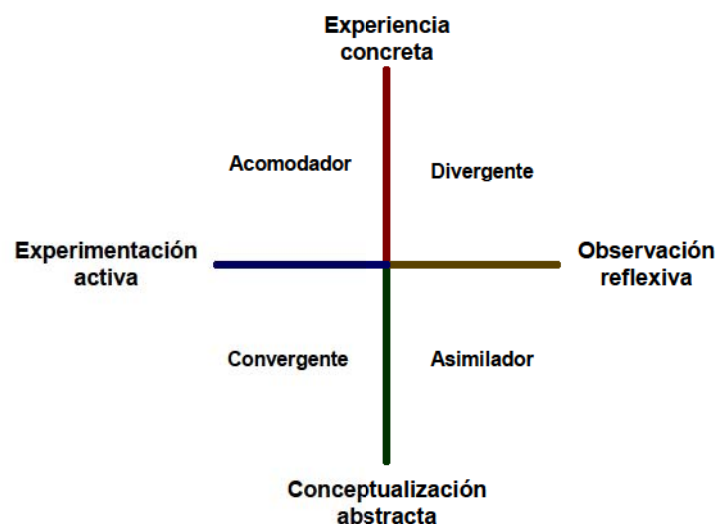 Experiencia
concreta
Acomodador
Divergente
Experimentación
activa
Observación
reflexiva
Convergente
Asimilador
Conceptualización
abstracta